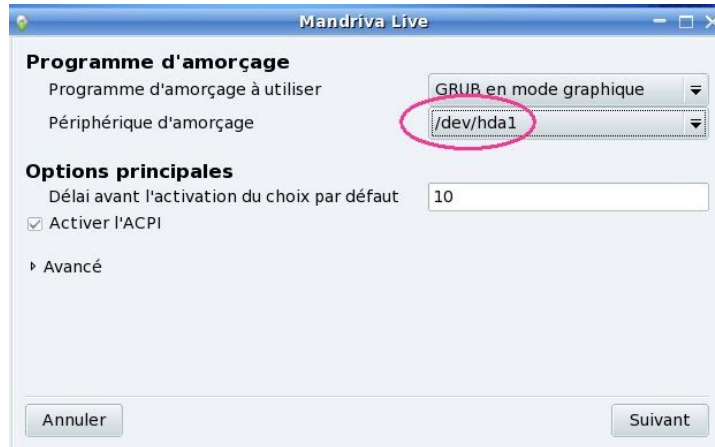 Mandriva Live
Programme d'amorçage
Programme d'amorçage à utiliser GRUB en mode graphique
Périphérique d'amorçage /dev/hda1
Options principales
Délai avant l'activation du choix par défaut 10
Activer l'ACPI
Avancé
Annuler Suivant